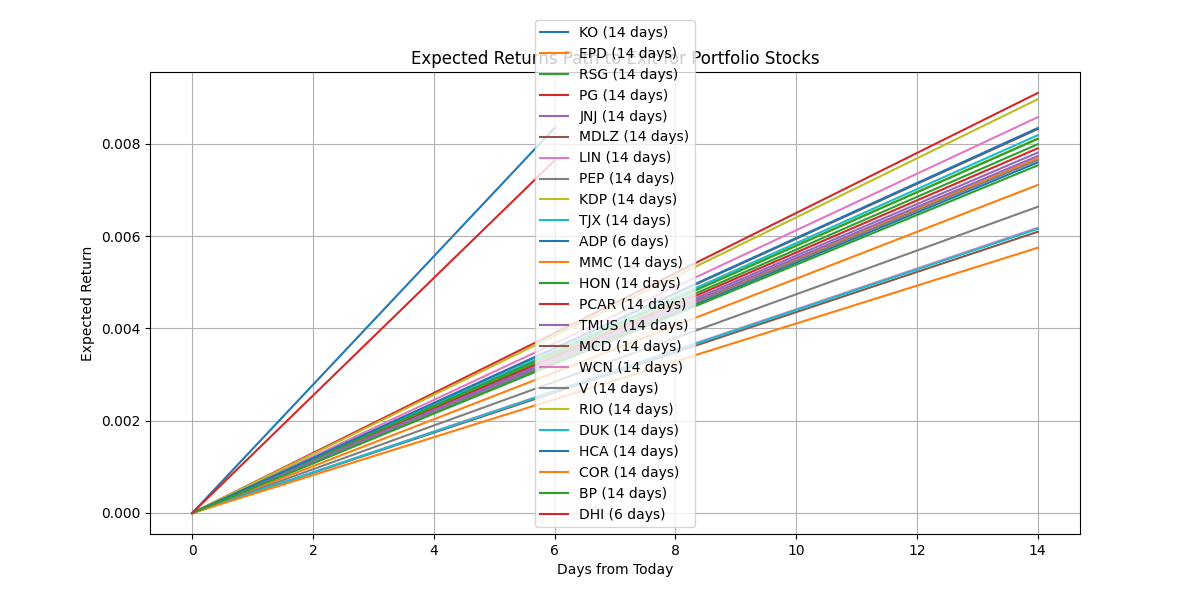 Expected Returns Path to Exit for Portfolio Stocks
KO (14 days)
EPD (14 days)
RSG (14 days)
PG (14 days)
JNJ (14 days)
MDLZ (14 days)
LIN (14 days)
PEP (14 days)
KDP (14 days)
TJX (14 days)
ADP (6 days)
MMC (14 days)
HON (14 days)
PCAR (14 days)
TMUS (14 days)
MCD (14 days)
WCN (14 days)
V (14 days)
RIO (14 days)
DUK (14 days)
HCA (14 days)
COR (14 days)
BP (14 days)
DHI (6 days)
Expected Return
0.008
0.006
0.004
0.002
0.000
0 2 4 6 8 10 12 14
Days from Today